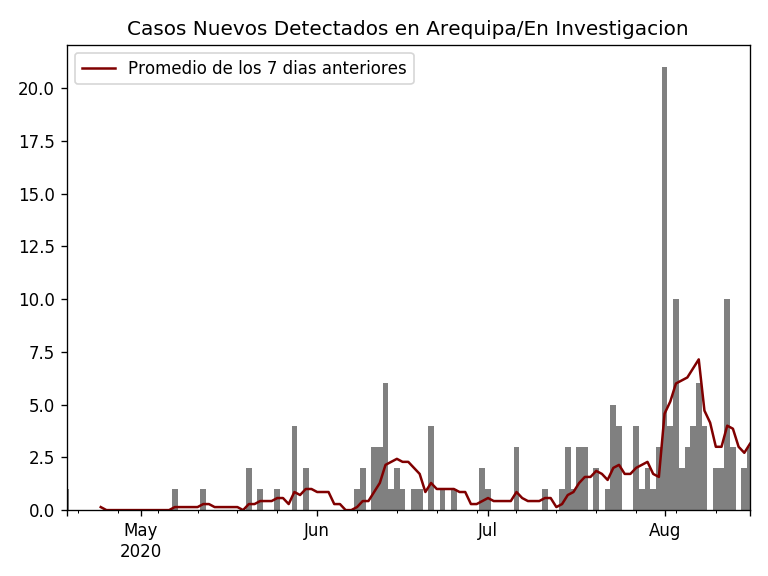 Casos Nuevos Detectados en Arequipa/En Investigacion
Promedio de los 7 dias anteriores
20.0
17.5
15.0
12.5
10.0
7.5
5.0
2.5
0.0
May
2020
Jun
Jul
Aug